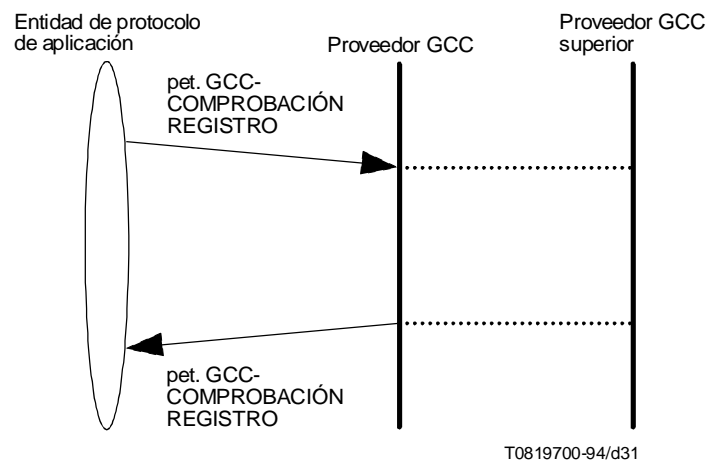 Entidad de protocolo
de aplicación
Proveedor GCC
Proveedor GCC
superior
pet. GCC-
COMPROBACIÓN
REGISTRO
pet. GCC-
COMPROBACIÓN
REGISTRO
T0819700-94/d31